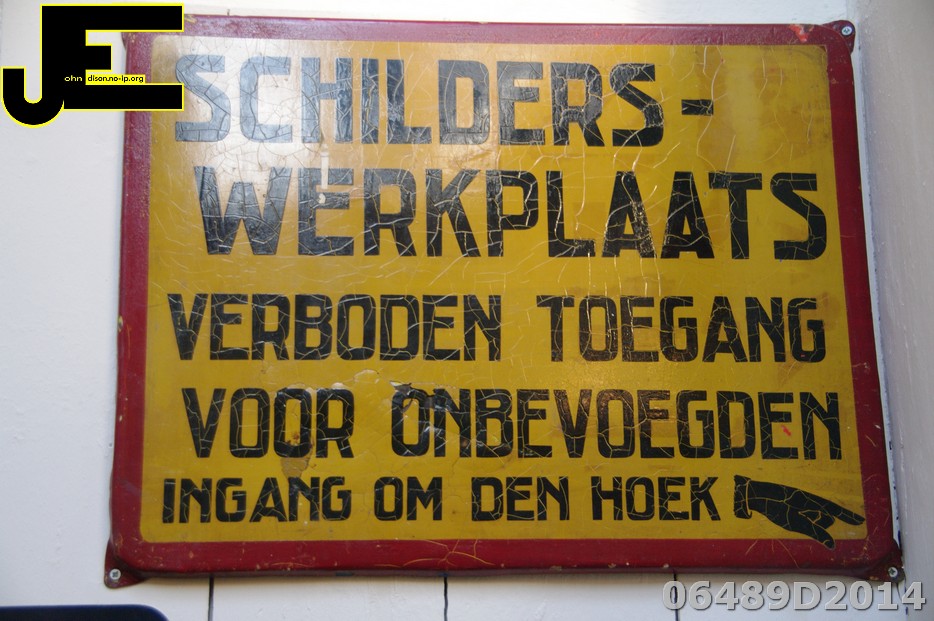 JE
ohn dison.no-ip.org
SCHILDERS-
WERKPLAATS
VERBODEN TOEGANG
VOOR ONBEVOEGDEN
INGANG OM DEN HOEK
06489D2014